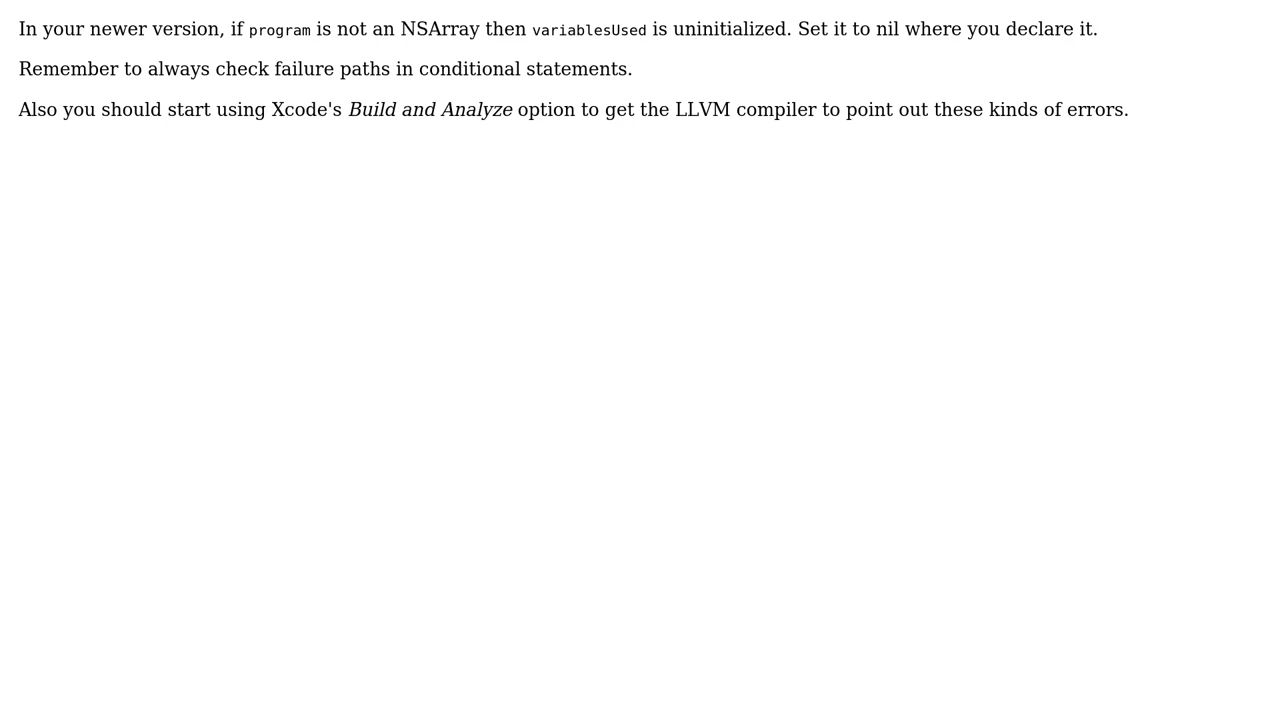 In your newer version, if program is not an NSArray then variablesUsed is uninitialized. Set it to nil where you declare it.
Remember to always check failure paths in conditional statements.
Also you should start using Xcode's Build and Analyze option to get the LLVM compiler to point out these kinds of errors.